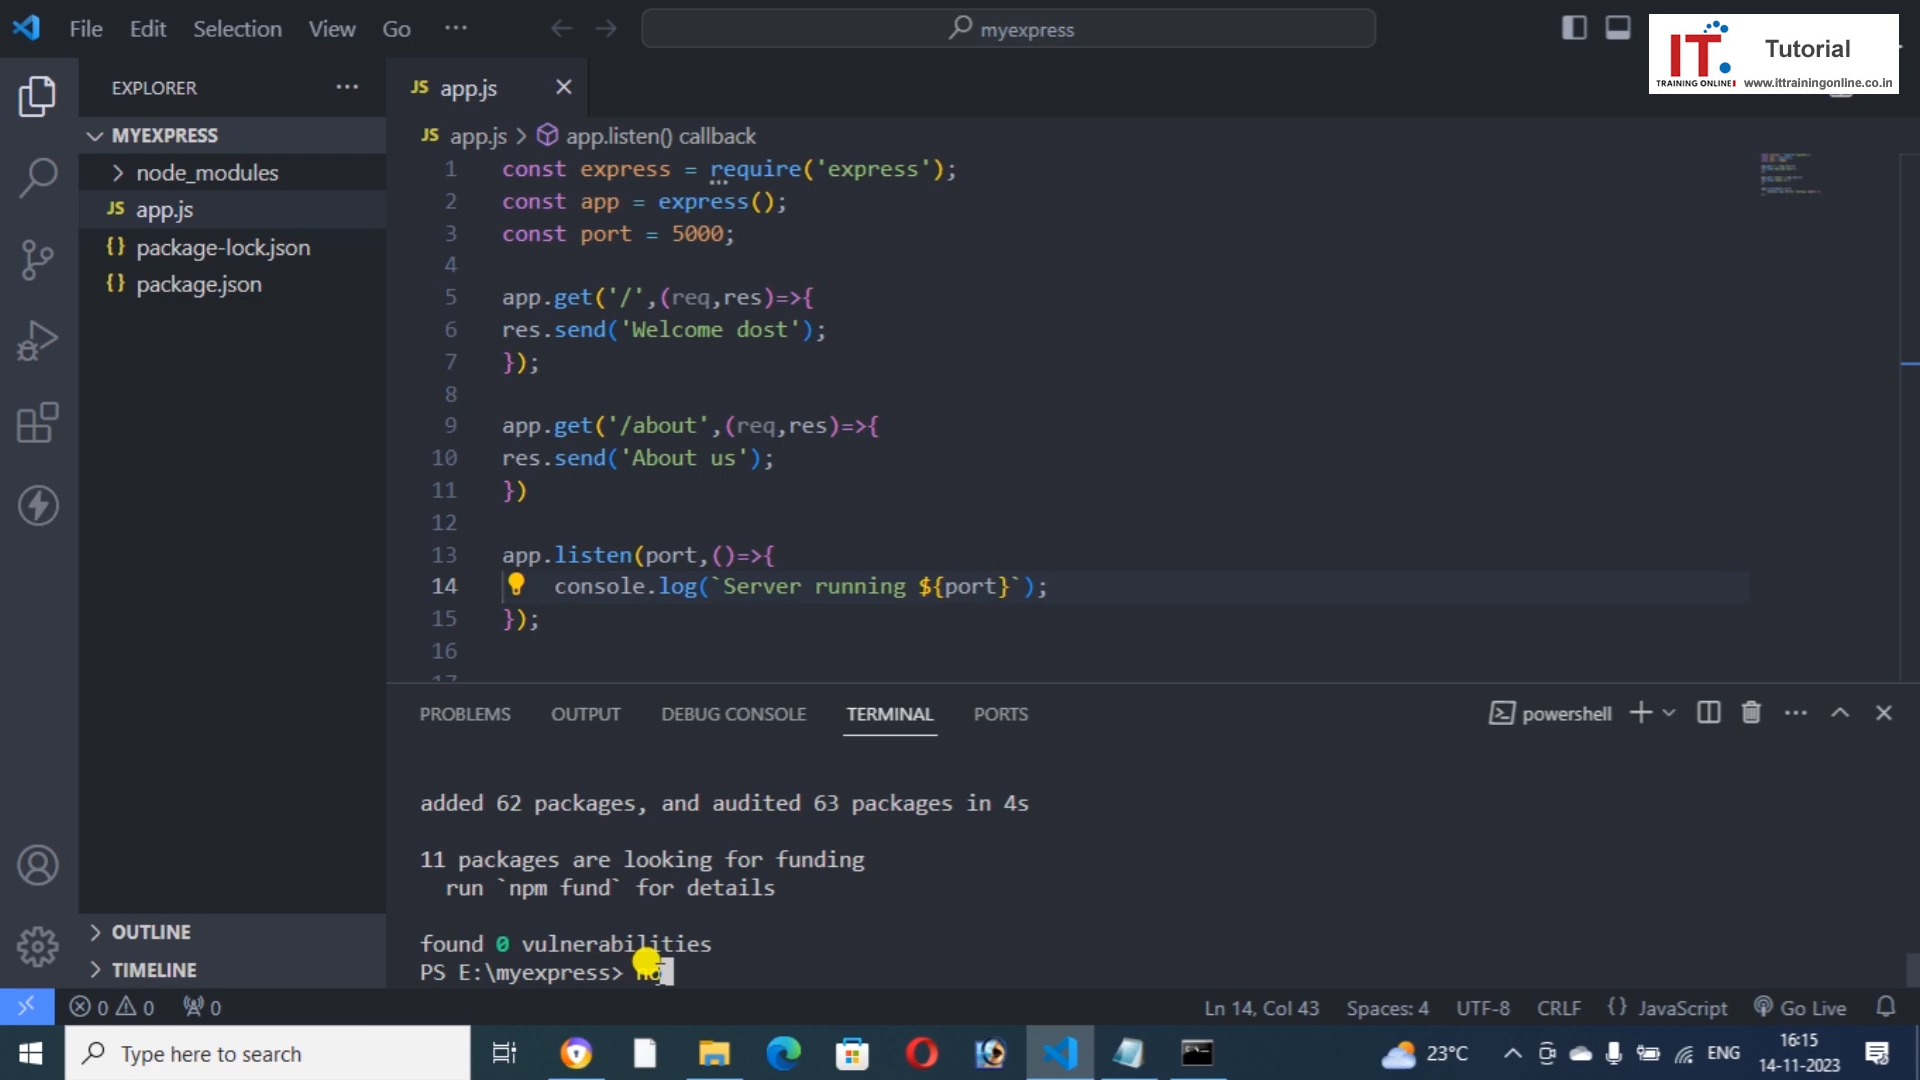 File Edit Selection View Go ···
myexpress
IT
TRAINING ONLINE
Tutorial
www.ittrainingonline.co.in
EXPLORER ···
JS app.js
MYEXPRESS
JS app.js > app.listen() callback
node_modules
JS app.js
{} package-lock.json
{} package.json
1 const express = require('express');
2 const app = express();
3 const port = 5000;
4
5 app.get('/',(req,res)=>{
6 res.send('Welcome dost');
7 });
8
9 app.get('/about',(req,res)=>{
10 res.send('About us');
11 })
12
13 app.listen(port,()=>{
14 console.log(`Server running ${port}`);
15 });
16
17
PROBLEMS OUTPUT DEBUG CONSOLE TERMINAL PORTS
powershell
added 62 packages, and audited 63 packages in 4s
11 packages are looking for funding
run `npm fund` for details
found 0 vulnerabilities
PS E:\myexpress>
OUTLINE
TIMELINE
0 0 0
Ln 14, Col 43 Spaces: 4 UTF-8 CRLF {} JavaScript Go Live
Type here to search
23°C
ENG
16:15
14-11-2023